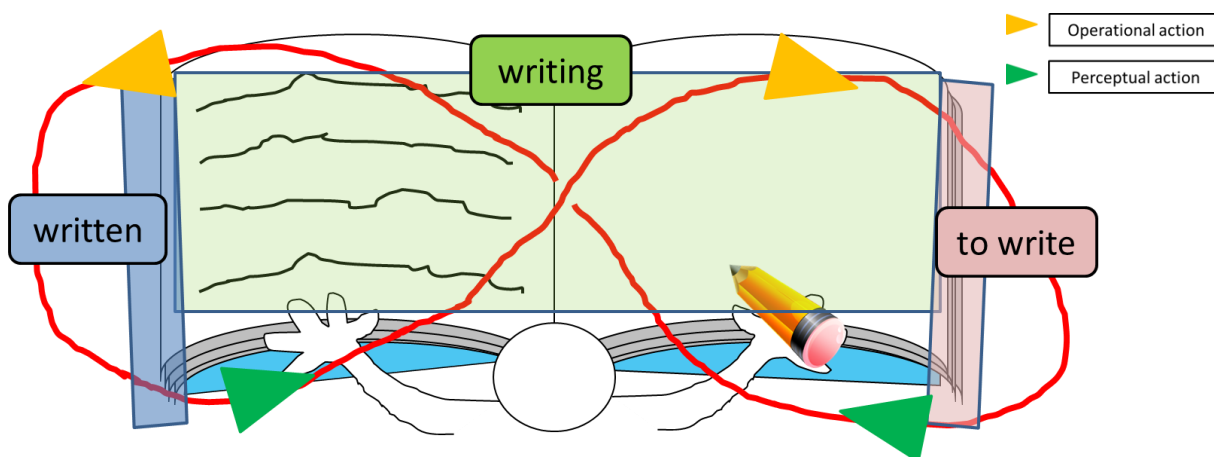 writing
Operational action
Perceptual action
written
to write